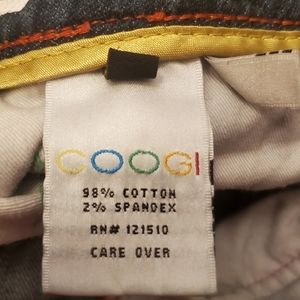 COOGI
98% COTTON
2% SPANDEX
RN# 121510
CARE OVER